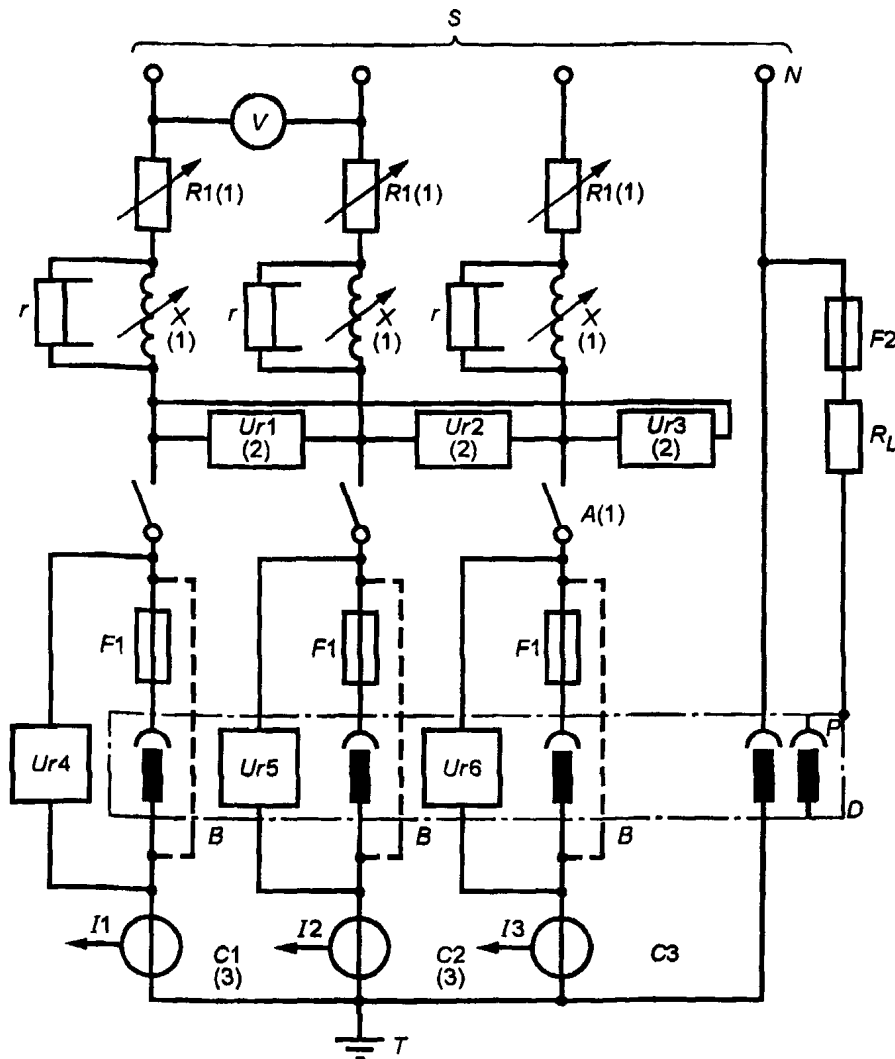 S
N
V
R1(1) R1(1) R1(1)
r X (1) r X (1) r X (1)
F2
Ur1 (2) Ur2 (2) Ur3 (2)
RL
A(1)
F1 F1 F1
P
Ur4 Ur5 Ur6
D
B B B
I1 I2 I3
C1 (3) C2 (3) C3
T